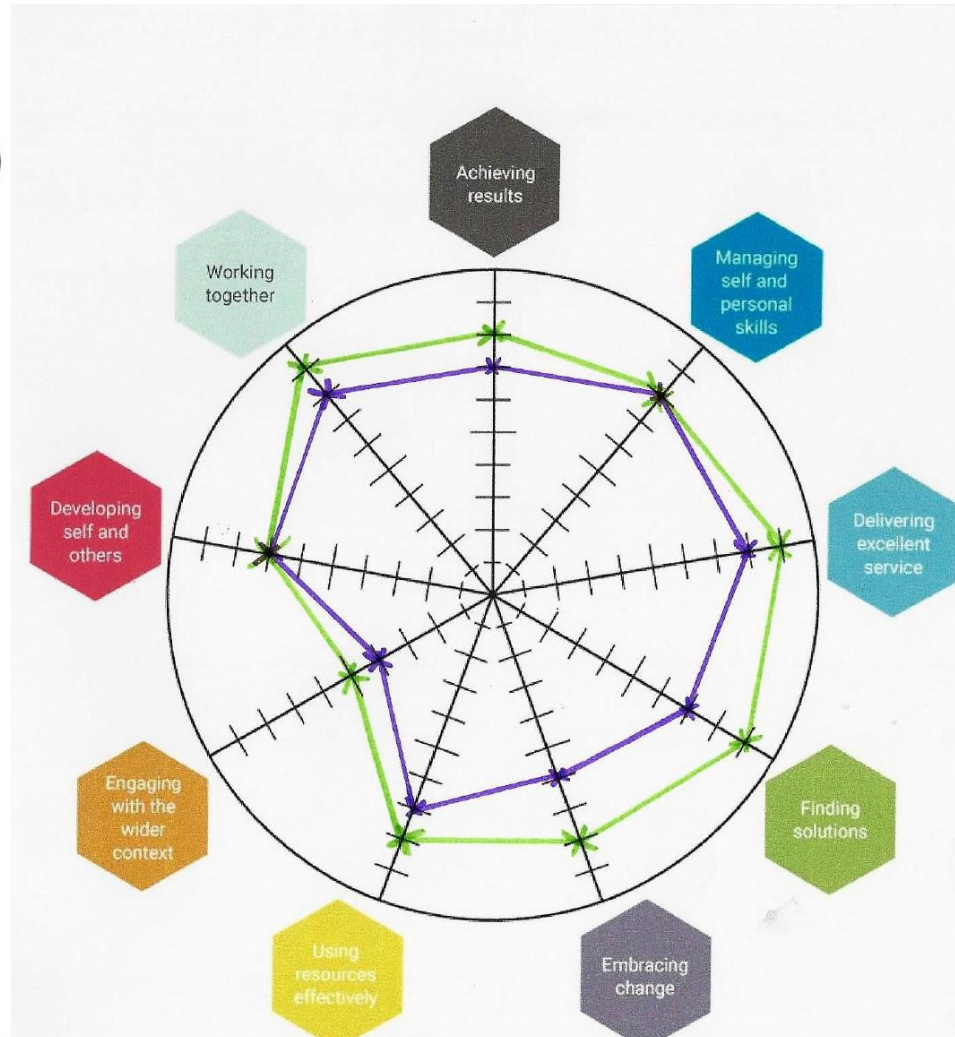 Achieving
results
Managing
self and
personal
skills
Delivering
excellent
service
Finding
solutions
Embracing
change
Using
resources
effectively
Engaging
with the
wider
context
Developing
self and
others
Working
together